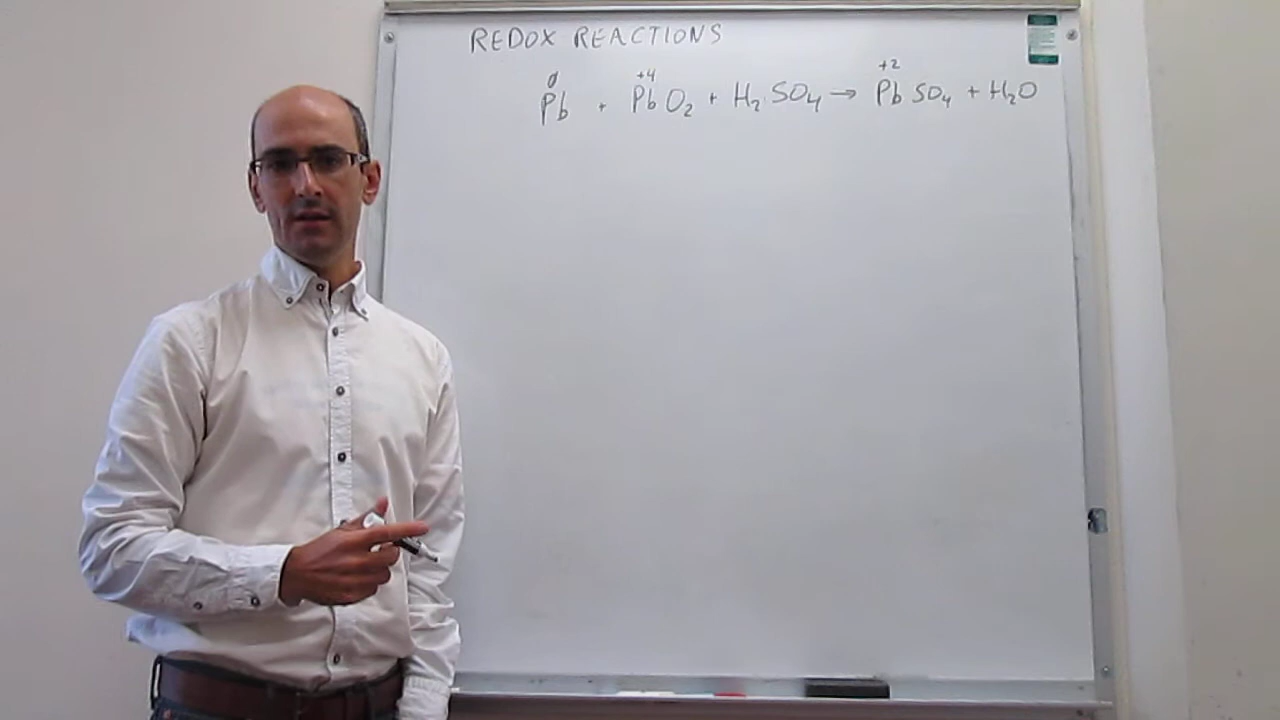 REDOX REACTIONS
0 +4 +2
Pb + PbO2 + H2SO4 → PbSO4 + H2O